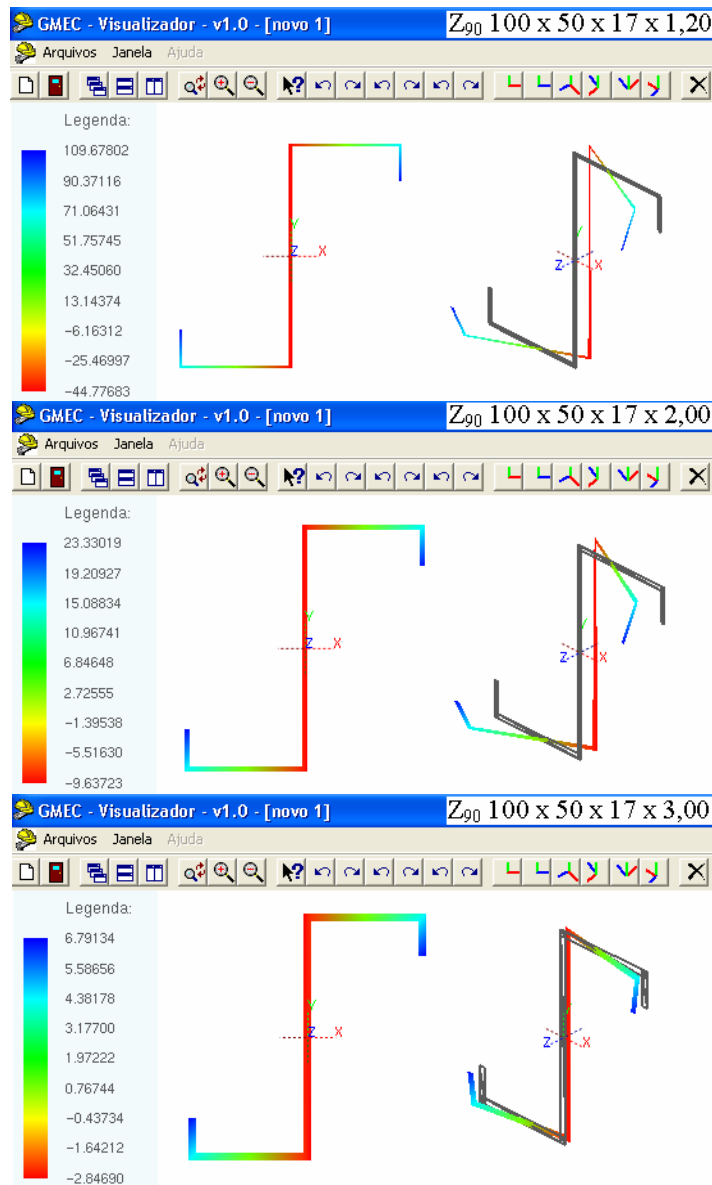 GMEC - Visualizador - v1.0 - [novo 1] Z90 100 x 50 x 17 x 1,20
Arquivos Janela Ajuda
Legenda:
109.67802
90.37116
71.06431
51.75745
32.45060
13.14374
-6.16312
-25.46997
-44.77683
Y
Z X
Y
Z X
GMEC - Visualizador - v1.0 - [novo 1] Z90 100 x 50 x 17 x 2,00
Arquivos Janela Ajuda
Legenda:
23.33019
19.20927
15.08834
10.96741
6.84648
2.72555
-1.39538
-5.51630
-9.63723
Y
Z X
Y
Z X
GMEC - Visualizador - v1.0 - [novo 1] Z90 100 x 50 x 17 x 3,00
Arquivos Janela Ajuda
Legenda:
6.79134
5.58656
4.38178
3.17700
1.97222
0.76744
-0.43734
-1.64212
-2.84690
Y
Z X
Y
Z X